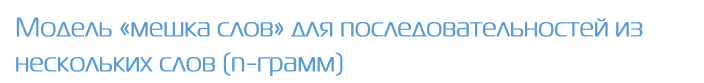 Модель «мешка слов» для последовательностей из
нескольких слов (n-грамм)